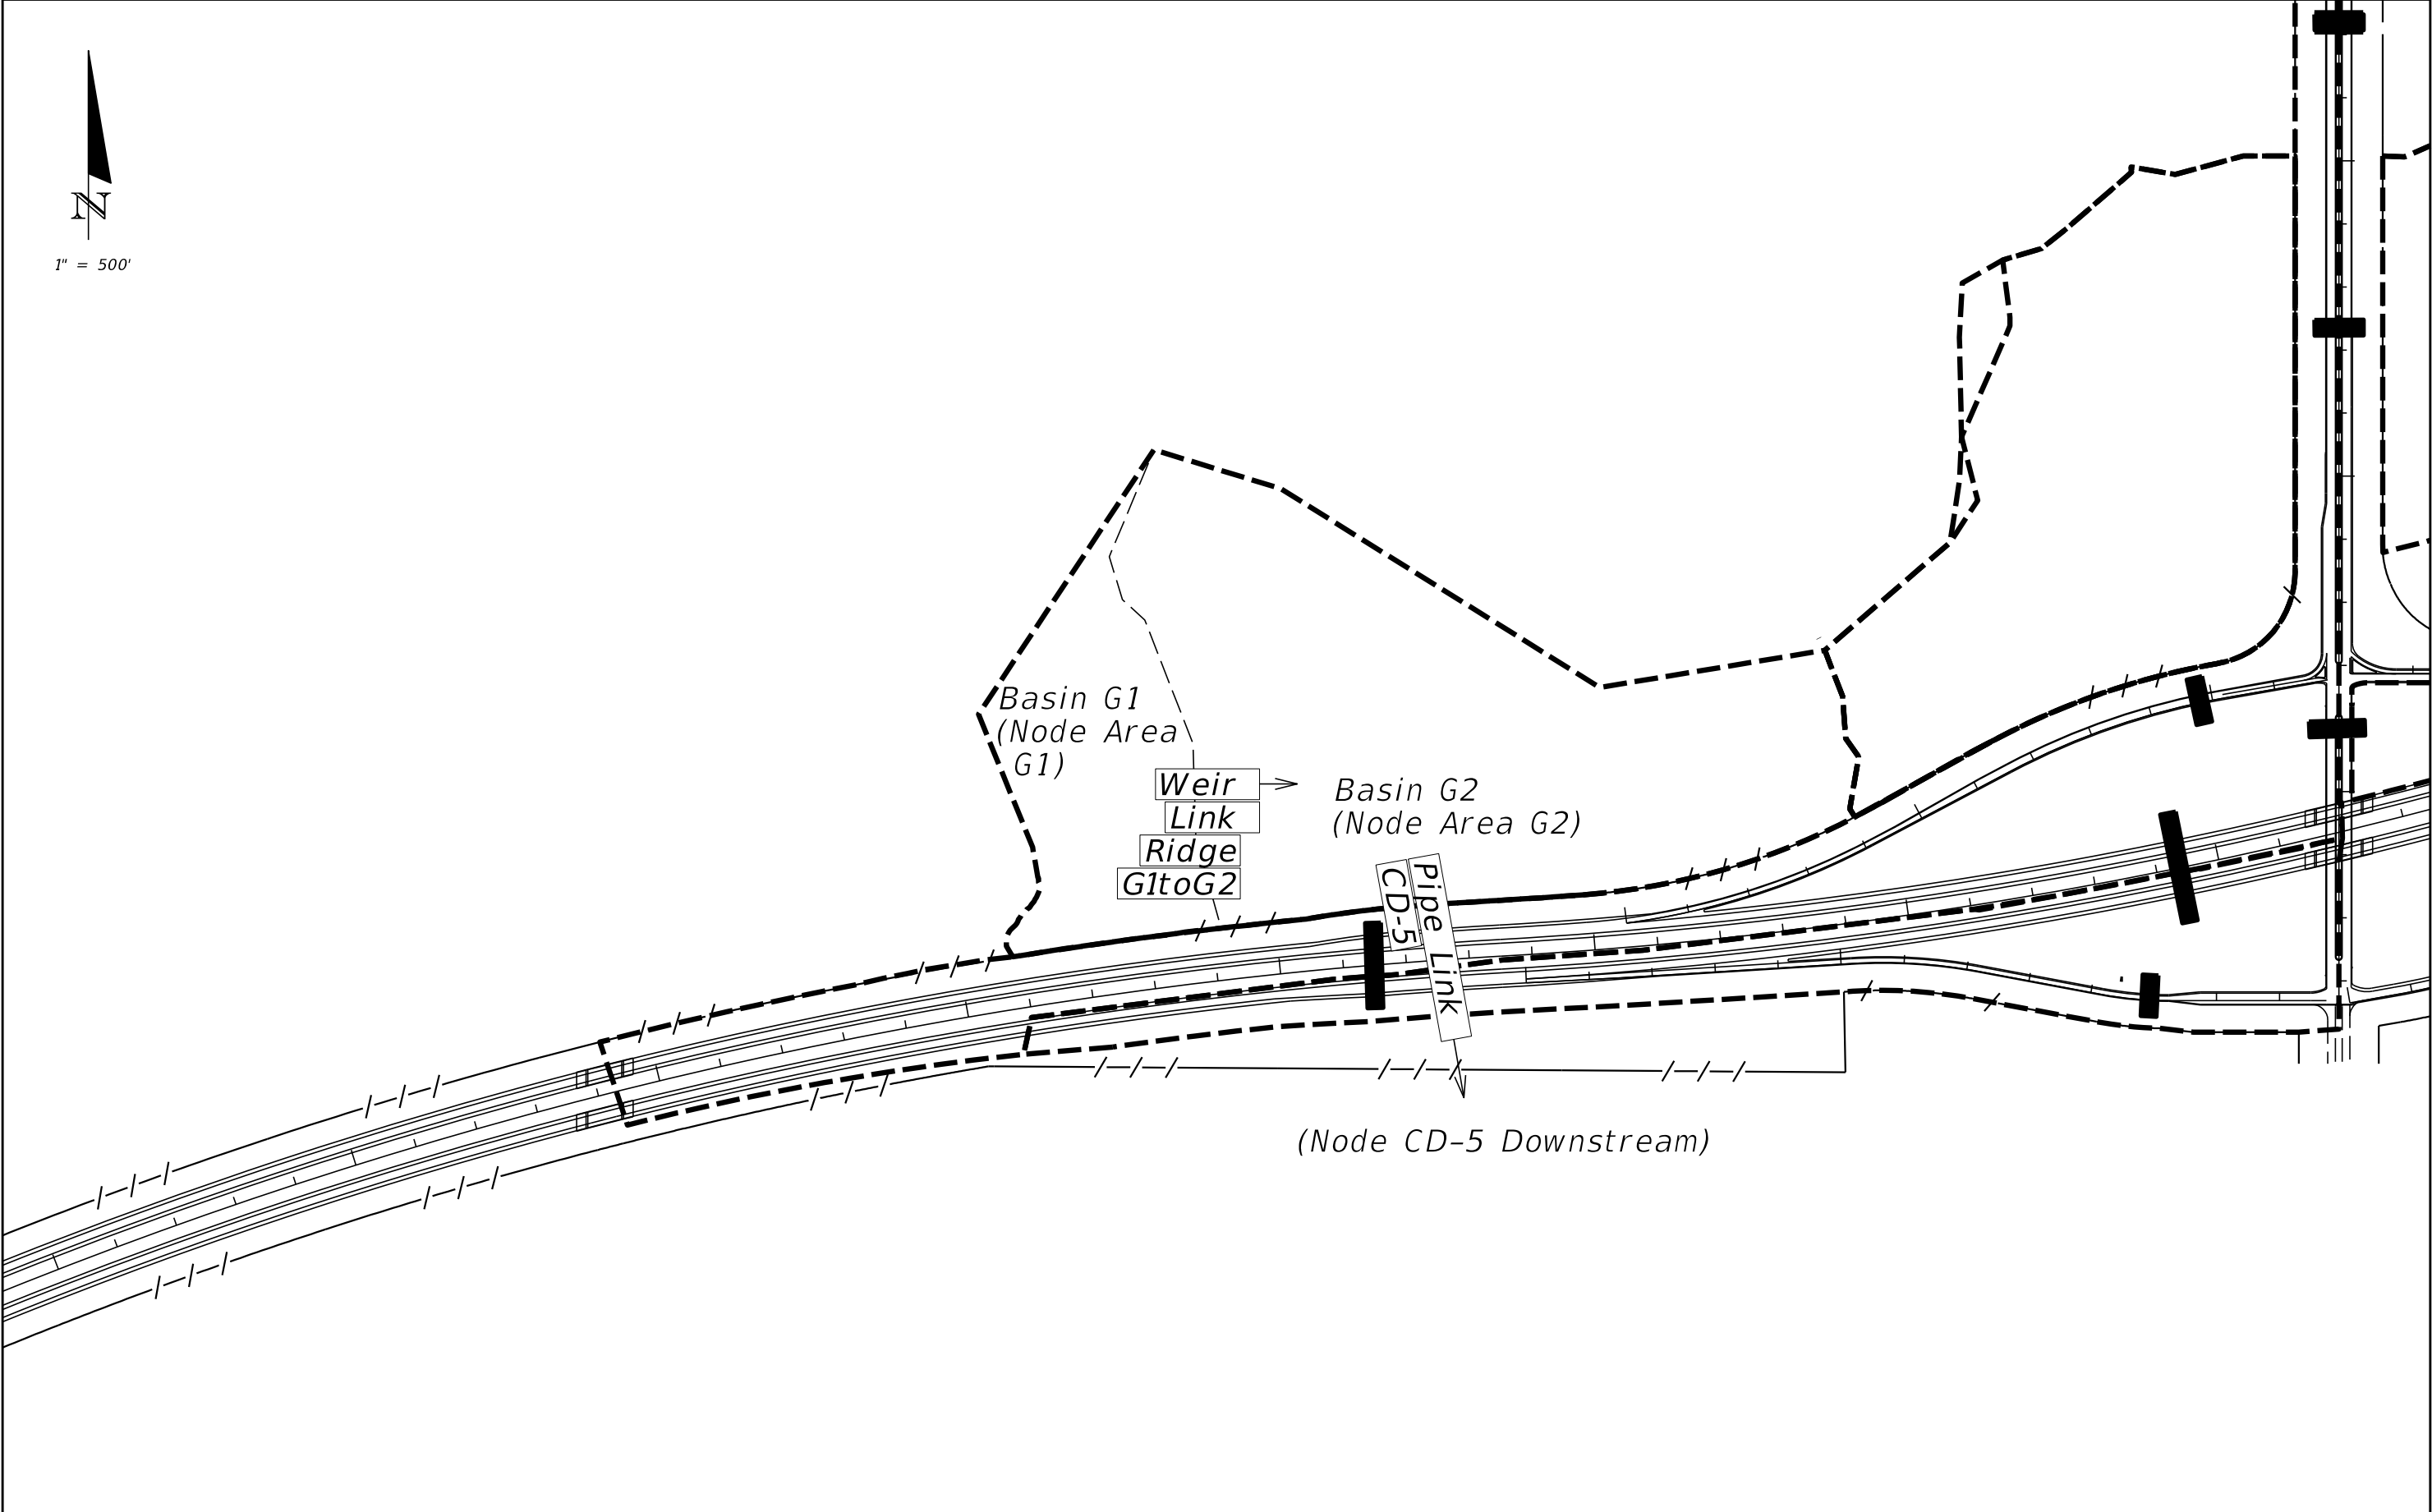 N
1" = 500'
Basin G1
(Node Area
G1)
Weir
Link
Ridge
G1toG2
Basin G2
(Node Area G2)
Pipe Link
CD-5
(Node CD-5 Downstream)